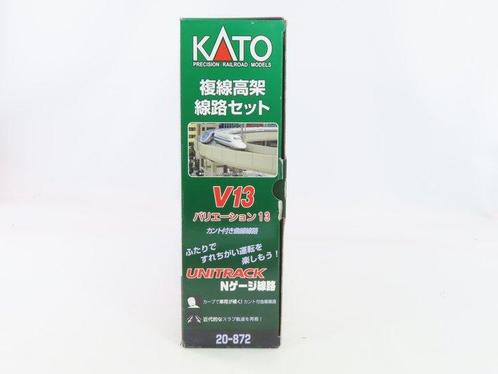 KATO
PRECISION RAILROAD MODELS
複線高架
線路セット
V13
バリエーション13
カント付き曲線線路
ふたりで
すれちがい運転を
楽しもう!
UNITRACK
Nゲージ線路
カーブで車両が傾く!カント付曲線線路
近代的なスラブ軌道を再現!
20-872